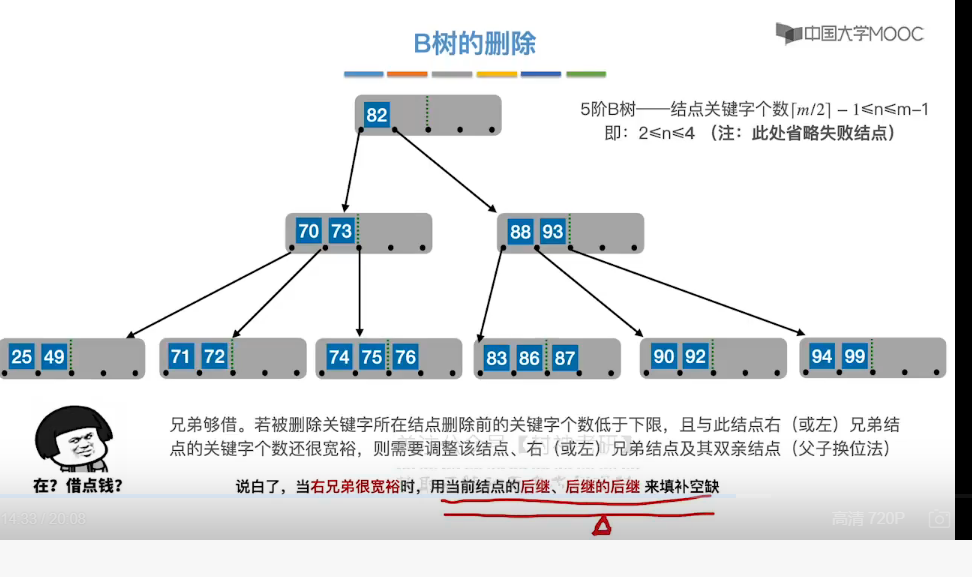 B树的删除
中国大学MOOC
5阶B树——结点关键字个数⌈m/2⌉ − 1≤n≤m–1
即：2≤n≤4 （注：此处省略失败结点）
82
70 73
88 93
25 49
71 72
74 75 76
83 86 87
90 92
94 99
兄弟够借。若被删除关键字所在结点删除前的关键字个数低于下限，且与此结点右（或左）兄弟结
点的关键字个数还很宽裕，则需要调整该结点、右（或左）兄弟结点及其双亲结点（父子换位法）
在？借点钱？
说白了，当右兄弟很宽裕时，用当前结点的后继、后继的后继 来填补空缺
14:33 / 20:08
高清 720P